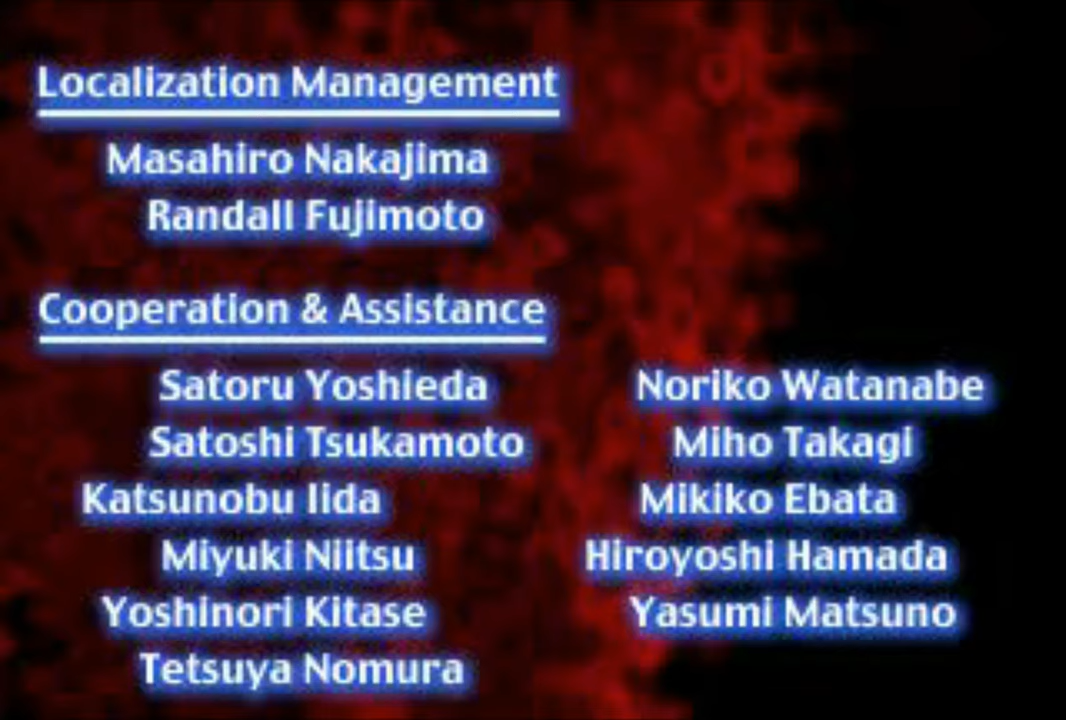 Localization Management
Masahiro Nakajima
Randall Fujimoto
Cooperation & Assistance
Satoru Yoshieda
Satoshi Tsukamoto
Katsunobu Iida
Miyuki Niitsu
Yoshinori Kitase
Tetsuya Nomura
Noriko Watanabe
Miho Takagi
Mikiko Ebata
Hiroyoshi Hamada
Yasumi Matsuno